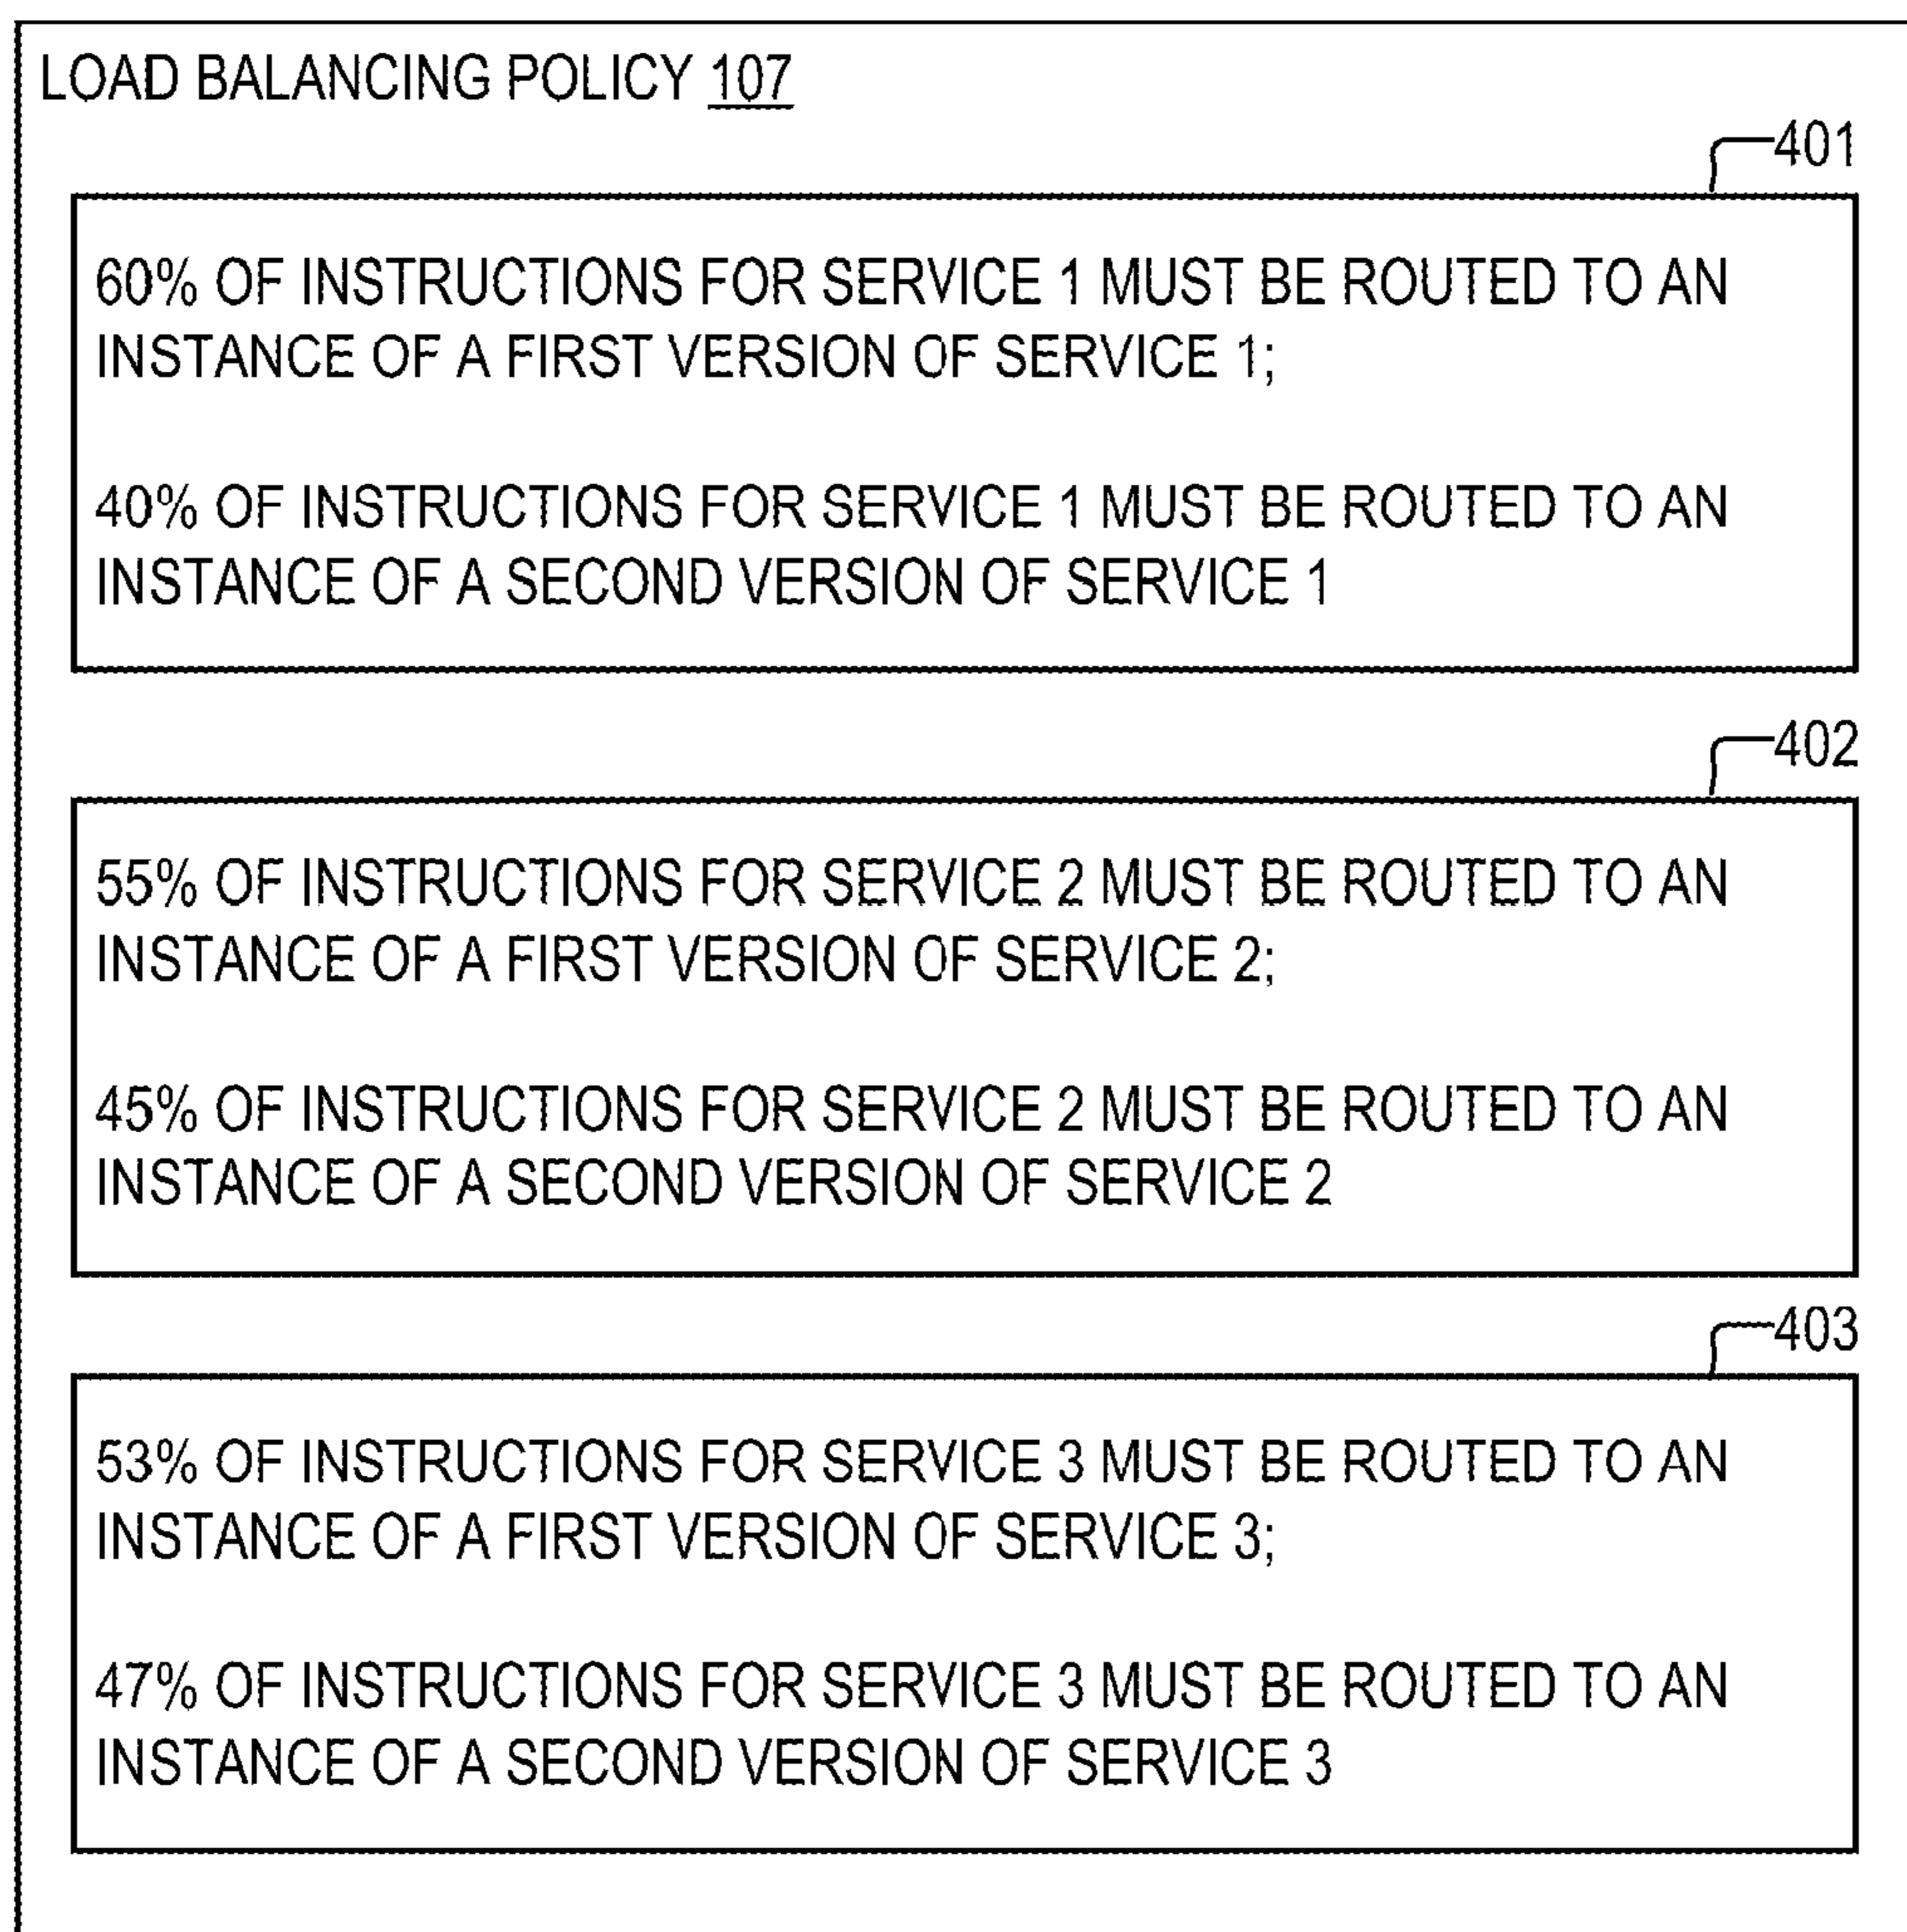 LOAD BALANCING POLICY 107
401
60% OF INSTRUCTIONS FOR SERVICE 1 MUST BE ROUTED TO AN
INSTANCE OF A FIRST VERSION OF SERVICE 1;
40% OF INSTRUCTIONS FOR SERVICE 1 MUST BE ROUTED TO AN
INSTANCE OF A SECOND VERSION OF SERVICE 1
402
55% OF INSTRUCTIONS FOR SERVICE 2 MUST BE ROUTED TO AN
INSTANCE OF A FIRST VERSION OF SERVICE 2;
45% OF INSTRUCTIONS FOR SERVICE 2 MUST BE ROUTED TO AN
INSTANCE OF A SECOND VERSION OF SERVICE 2
403
53% OF INSTRUCTIONS FOR SERVICE 3 MUST BE ROUTED TO AN
INSTANCE OF A FIRST VERSION OF SERVICE 3;
47% OF INSTRUCTIONS FOR SERVICE 3 MUST BE ROUTED TO AN
INSTANCE OF A SECOND VERSION OF SERVICE 3